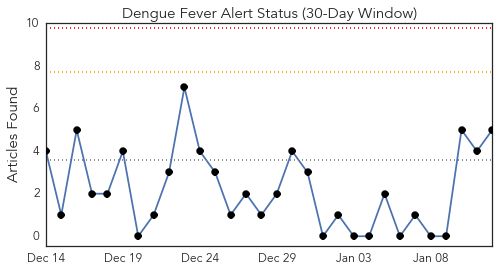 Dengue Fever Alert Status (30-Day Window)
Articles Found
10
8
6
4
2
0
Dec 14 Dec 19 Dec 24 Dec 29 Jan 03 Jan 08